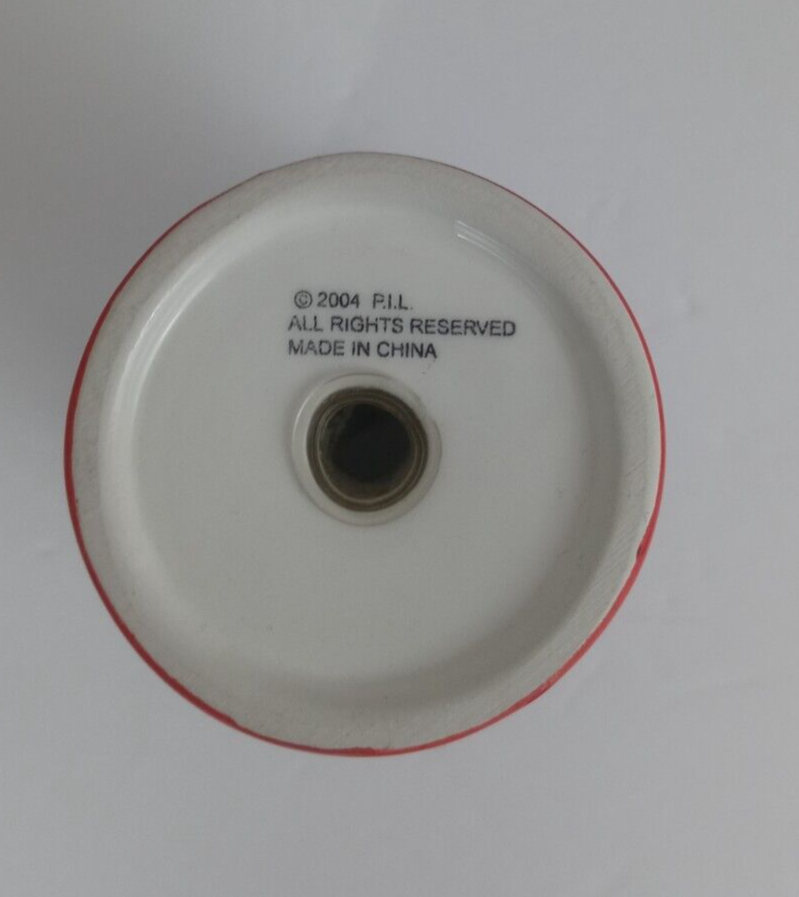 © 2004 P.I.L.
ALL RIGHTS RESERVED
MADE IN CHINA